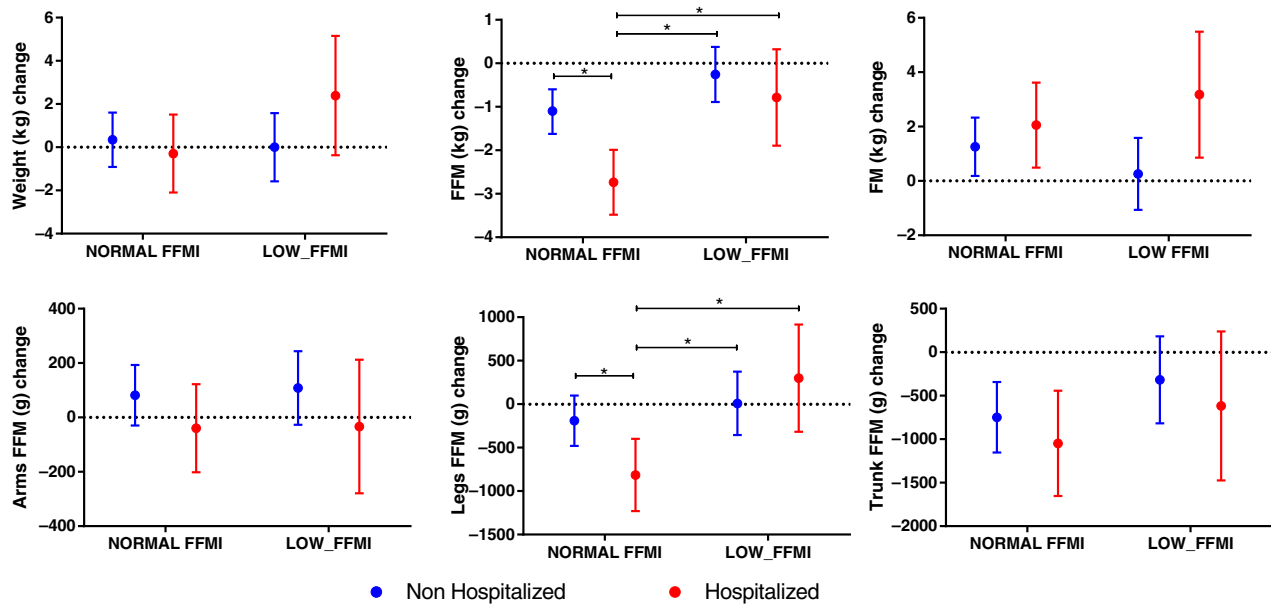 Weight (kg) change
6
4
2
0
−2
−4
NORMAL FFMI
LOW_FFMI
FFM (kg) change
1
0
−1
−2
−3
−4
*
*
*
NORMAL FFMI
LOW_FFMI
FM (kg) change
6
4
2
0
−2
NORMAL FFMI
LOW FFMI
Arms FFM (g) change
400
200
0
−200
−400
NORMAL FFMI
LOW_FFMI
Legs FFM (g) change
1000
500
0
−500
−1000
−1500
*
*
*
NORMAL FFMI
LOW_FFMI
Trunk FFM (g) change
500
0
−500
−1000
−1500
−2000
NORMAL FFMI
LOW_FFMI
Non Hospitalized
Hospitalized